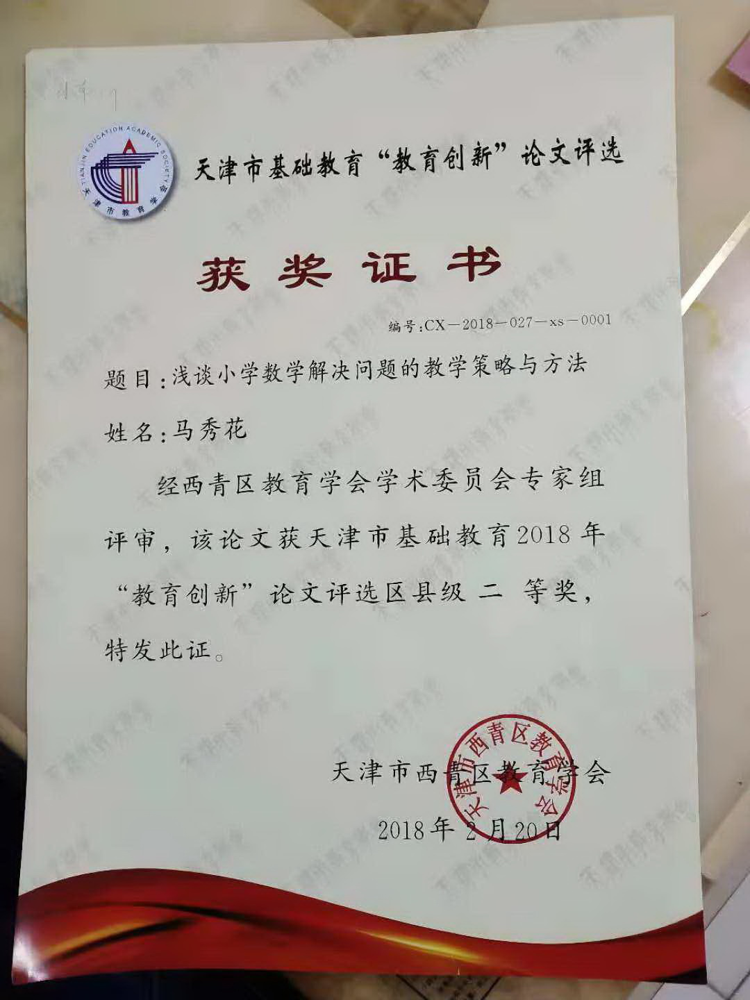 TIANJIN EDUCATION ACADEMIC SOCIETY
天津市教育学会
天津市基础教育“教育创新”论文评选
获奖证书
编号:CX-2018-027-xs-0001
题目:浅谈小学数学解决问题的教学策略与方法
姓名:马秀花
经西青区教育学会学术委员会专家组
评审，该论文获天津市基础教育2018年
“教育创新”论文评选区县级 二 等奖，
特发此证。
天津市西青区教育学会
天津市西青区教育学会
2018年 2 月 20日